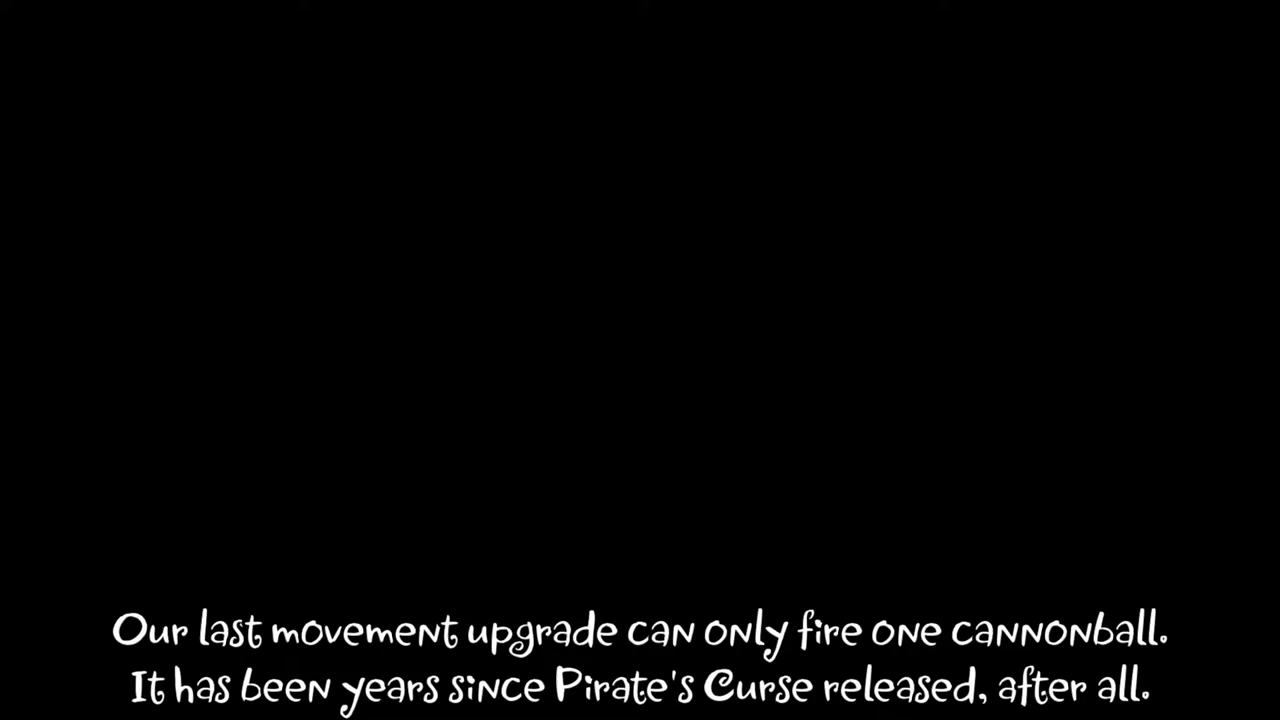 Our last movement upgrade can only fire one cannonball.
It has been years since Pirate's Curse released, after all.